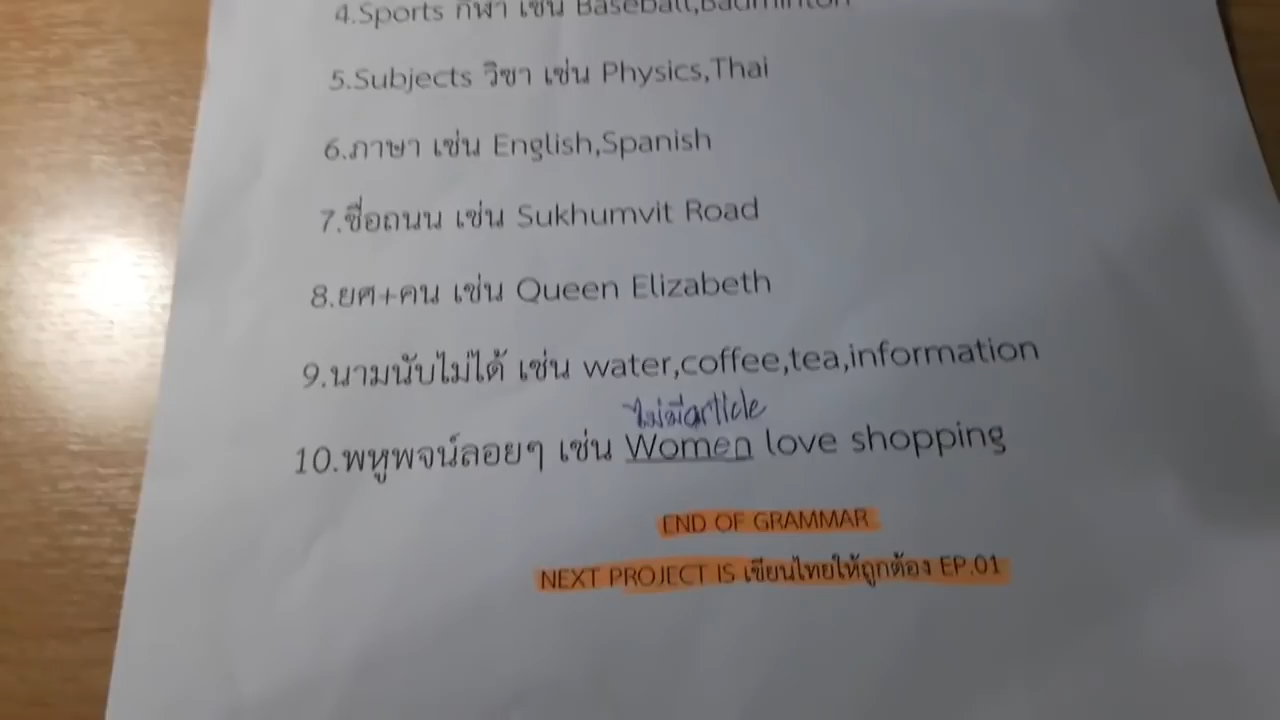 4.Sports กีฬา เช่น Baseball,Badminton
5.Subjects วิชา เช่น Physics,Thai
6.ภาษา เช่น English,Spanish
7.ชื่อถนน เช่น Sukhumvit Road
8.ยศ+คน เช่น Queen Elizabeth
9.นามนับไม่ได้ เช่น water,coffee,tea,information
ไม่มีarticle
10.พหูพจน์ลอยๆ เช่น Women love shopping
END OF GRAMMAR
NEXT PROJECT IS เขียนไทยให้ถูกต้อง EP.01